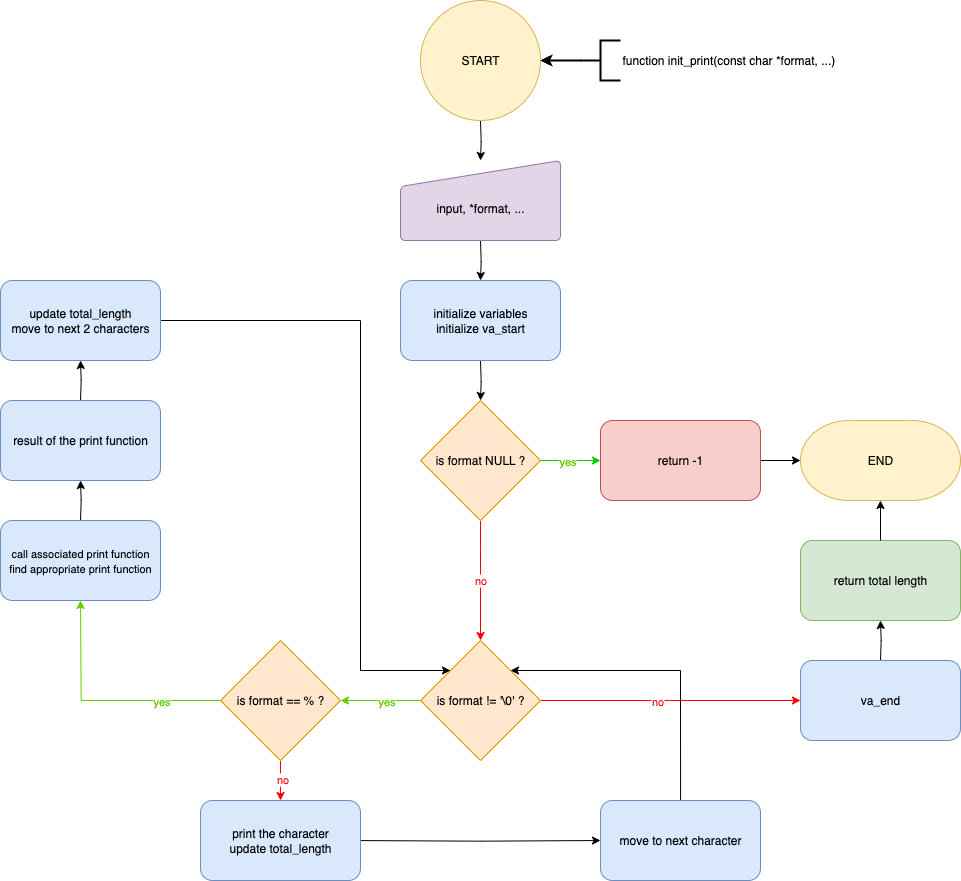 START
function init_print(const char *format, ...)
input, *format, ...
initialize variables
initialize va_start
update total_length
move to next 2 characters
result of the print function
call associated print function
find appropriate print function
is format NULL ?
yes
return -1
END
no
return total length
is format == % ?
yes
is format != '\0' ?
yes
no
va_end
no
print the character
update total_length
move to next character